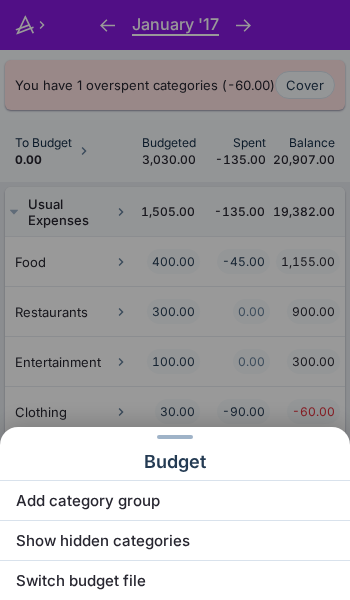 January '17
You have 1 overspent categories (-60.00) Cover
To Budget Budgeted Spent Balance
0.00 3,030.00 -135.00 20,907.00
Usual Expenses 1,505.00 -135.00 19,382.00
Food 400.00 -45.00 1,155.00
Restaurants 300.00 0.00 900.00
Entertainment 100.00 0.00 300.00
Clothing 30.00 -90.00 -60.00
Budget
Add category group
Show hidden categories
Switch budget file